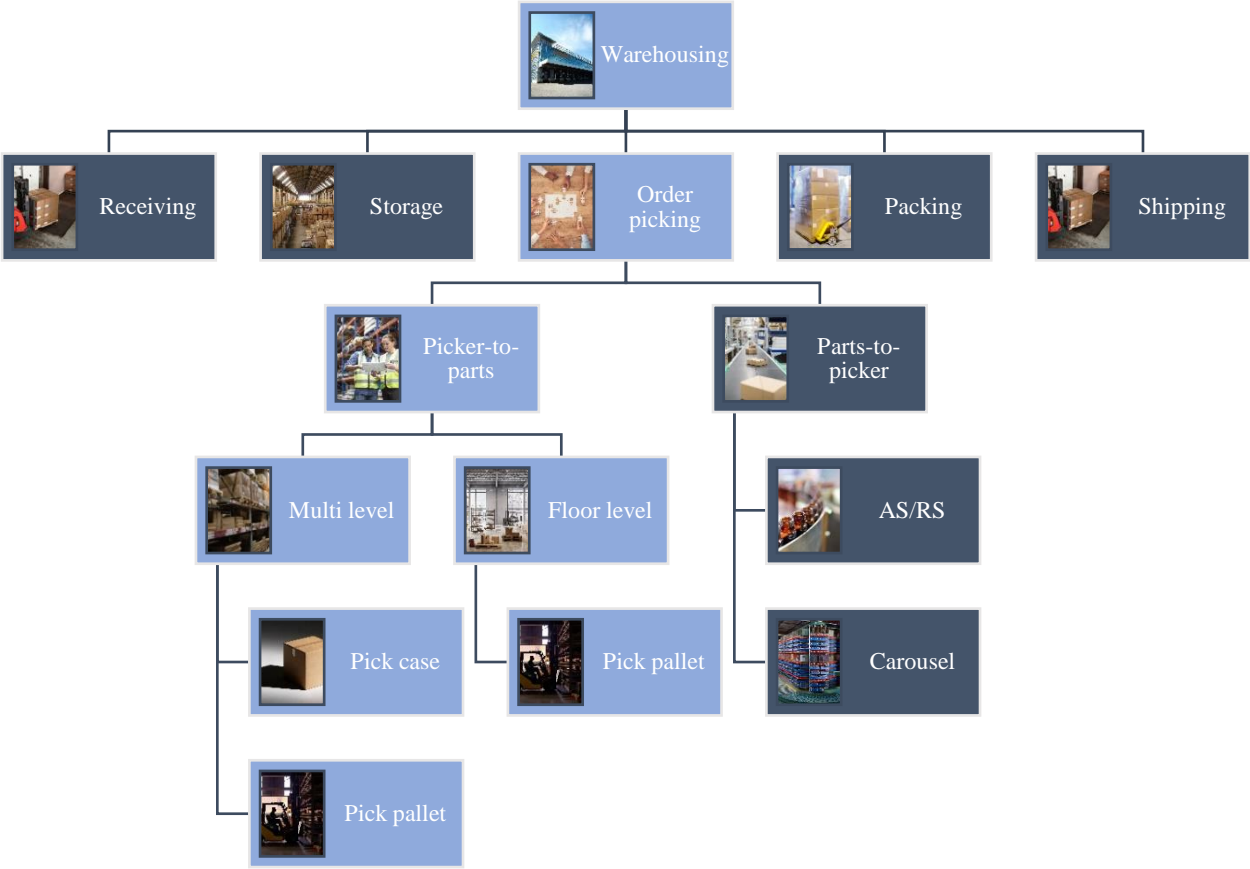 Warehousing
Receiving
Storage
Order
picking
Packing
Shipping
Picker-to-
parts
Parts-to-
picker
Multi level
Floor level
AS/RS
Pick case
Pick pallet
Carousel
Pick pallet